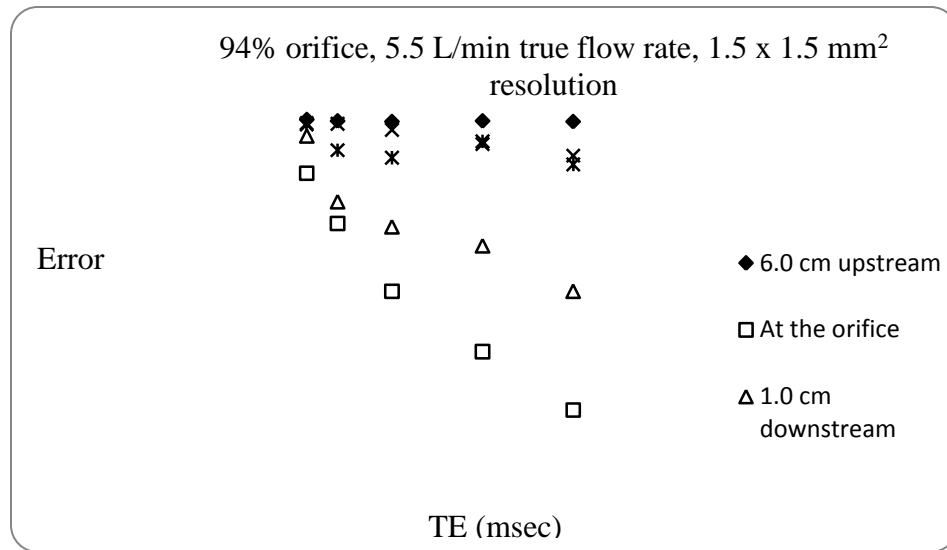 94% orifice, 5.5 L/min true flow rate, 1.5 x 1.5 mm²
resolution
Error
6.0 cm upstream
At the orifice
1.0 cm
downstream
TE (msec)